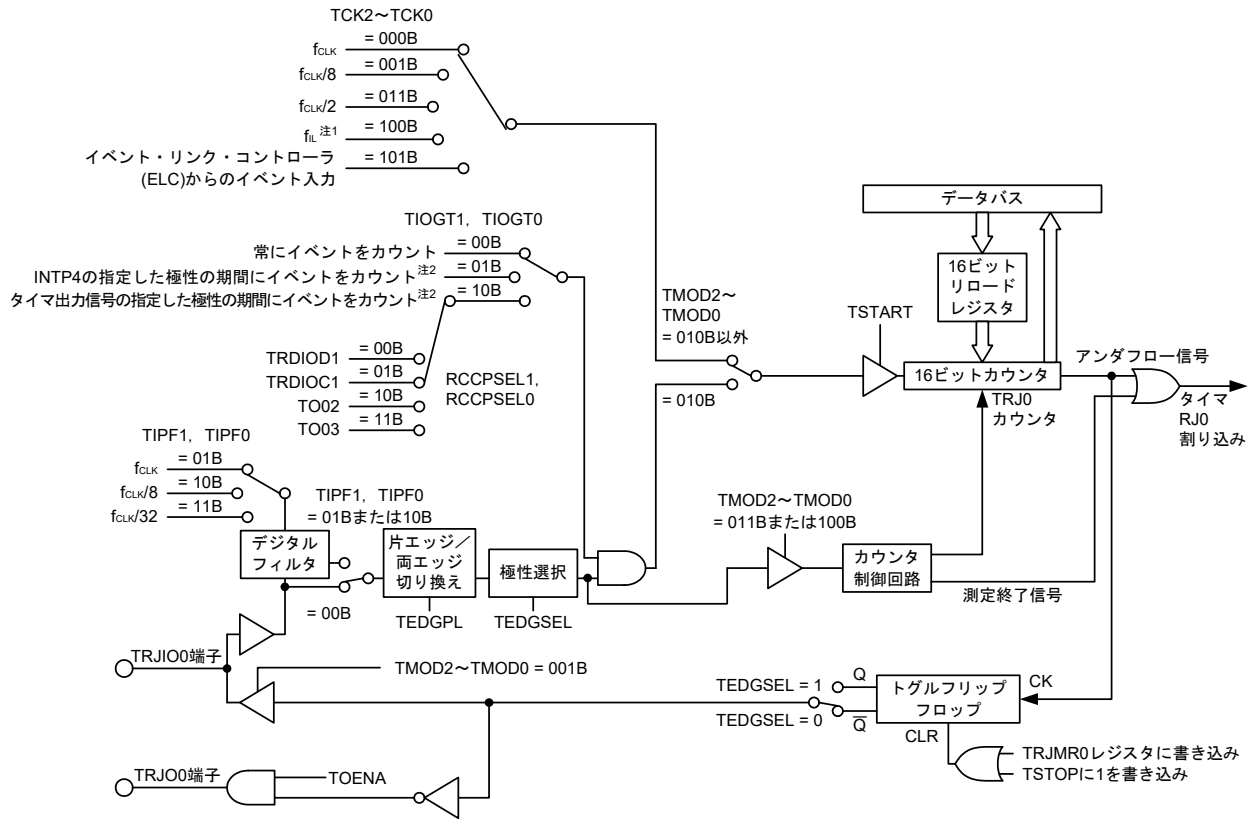 TCK2～TCK0
fCLK = 000B
fCLK/8 = 001B
fCLK/2 = 011B
fIL 注1 = 100B
イベント・リンク・コントローラ
(ELC)からのイベント入力
= 101B
TIOGT1, TIOGT0
常にイベントをカウント = 00B
INTP4の指定した極性の期間にイベントをカウント注2 = 01B
タイマ出力信号の指定した極性の期間にイベントをカウント注2 = 10B
TRDIOD1 = 00B
TRDIOC1 = 01B
TO02 = 10B
TO03 = 11B
RCCPSEL1,
RCCPSEL0
TMOD2～
TMOD0
= 010B以外
= 010B
TSTART
データバス
16ビット
リロード
レジスタ
16ビットカウンタ
TRJ0
カウンタ
アンダフロー信号
タイマ
RJ0
割り込み
TIPF1, TIPF0
fCLK = 01B
fCLK/8 = 10B
fCLK/32 = 11B
デジタル
フィルタ
TIPF1, TIPF0
= 01Bまたは10B
= 00B
片エッジ／
両エッジ
切り換え
TEDGPL
極性選択
TEDGSEL
TMOD2～TMOD0
= 011Bまたは100B
カウンタ
制御回路
測定終了信号
TRJIO0端子
TMOD2～TMOD0 = 001B
TEDGSEL = 1
TEDGSEL = 0
Q
Q̅
トグルフリップ
フロップ
CK
CLR
TRJMR0レジスタに書き込み
TSTOPに1を書き込み
TRJO0端子
TOENA